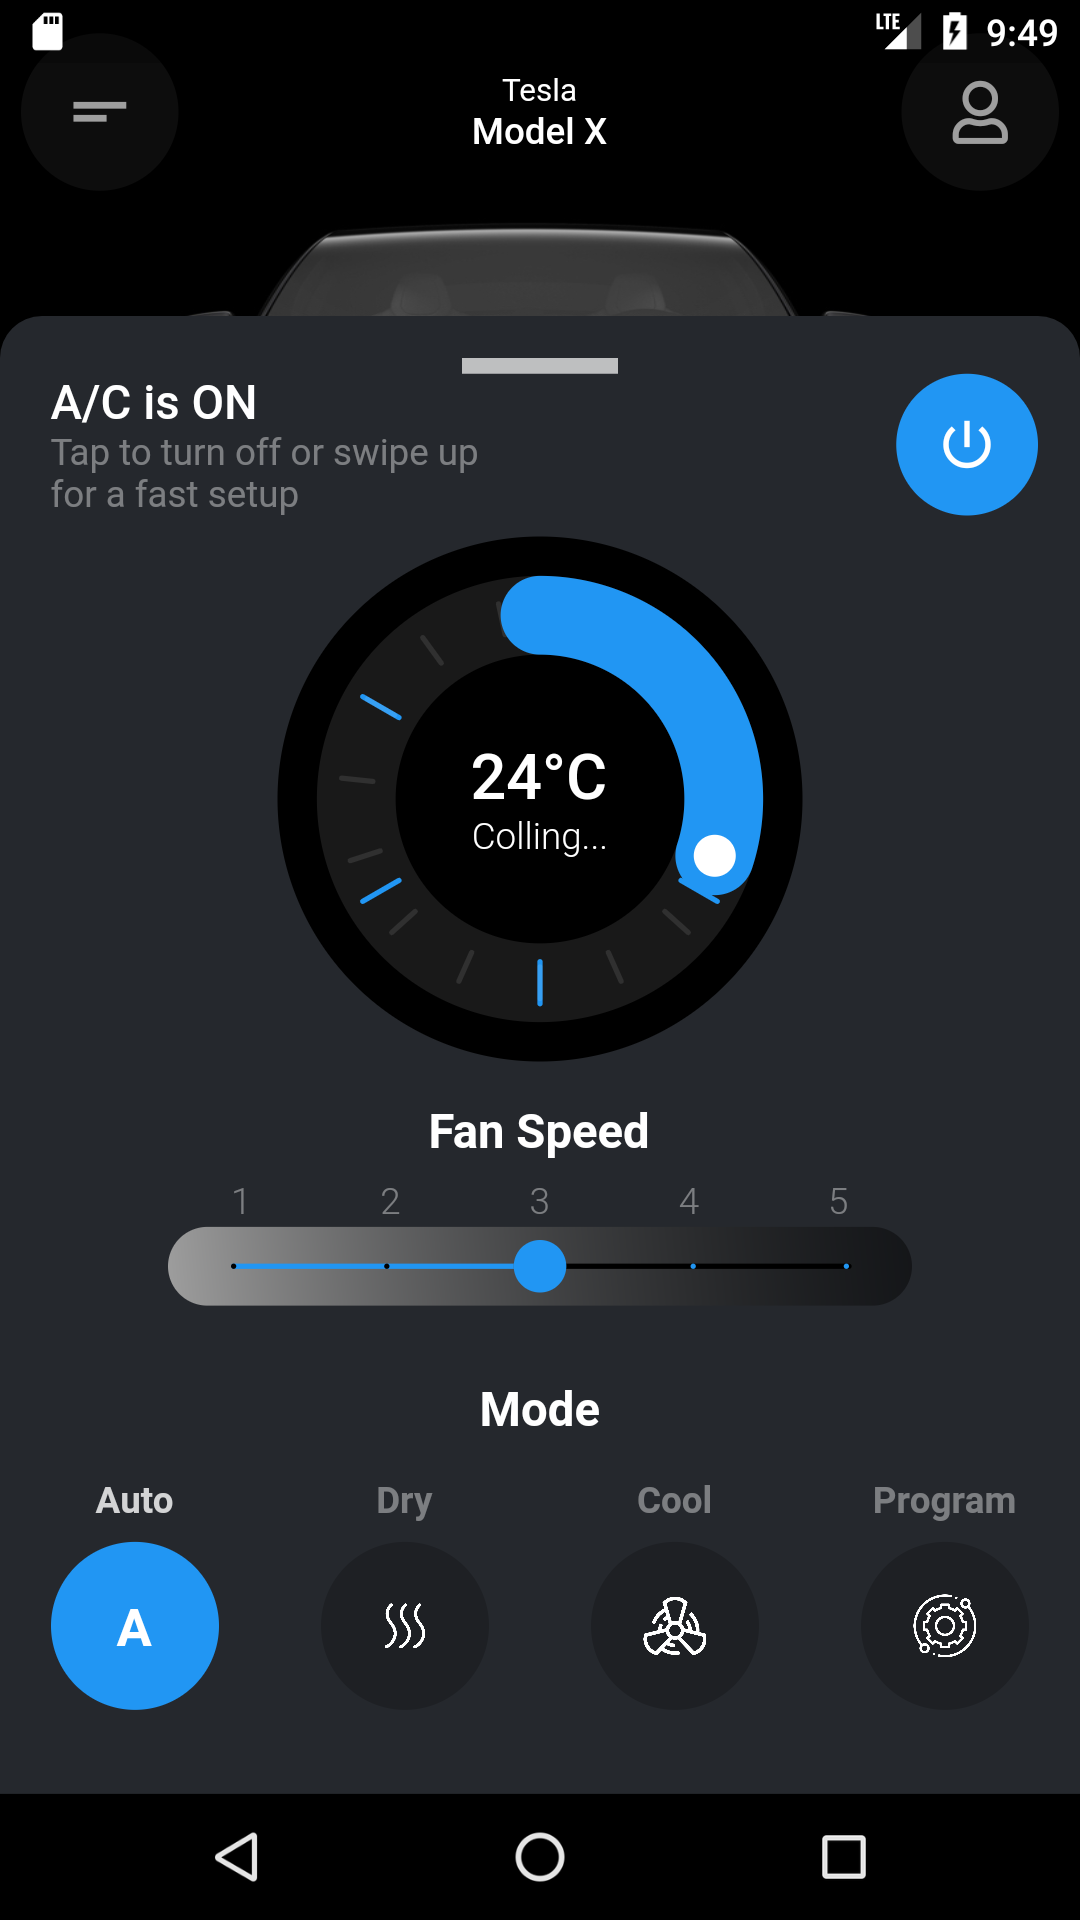 LTE 9:49
Tesla
Model X
A/C is ON
Tap to turn off or swipe up
for a fast setup
24°C
Colling...
Fan Speed
1 2 3 4 5
Mode
Auto Dry Cool Program
A